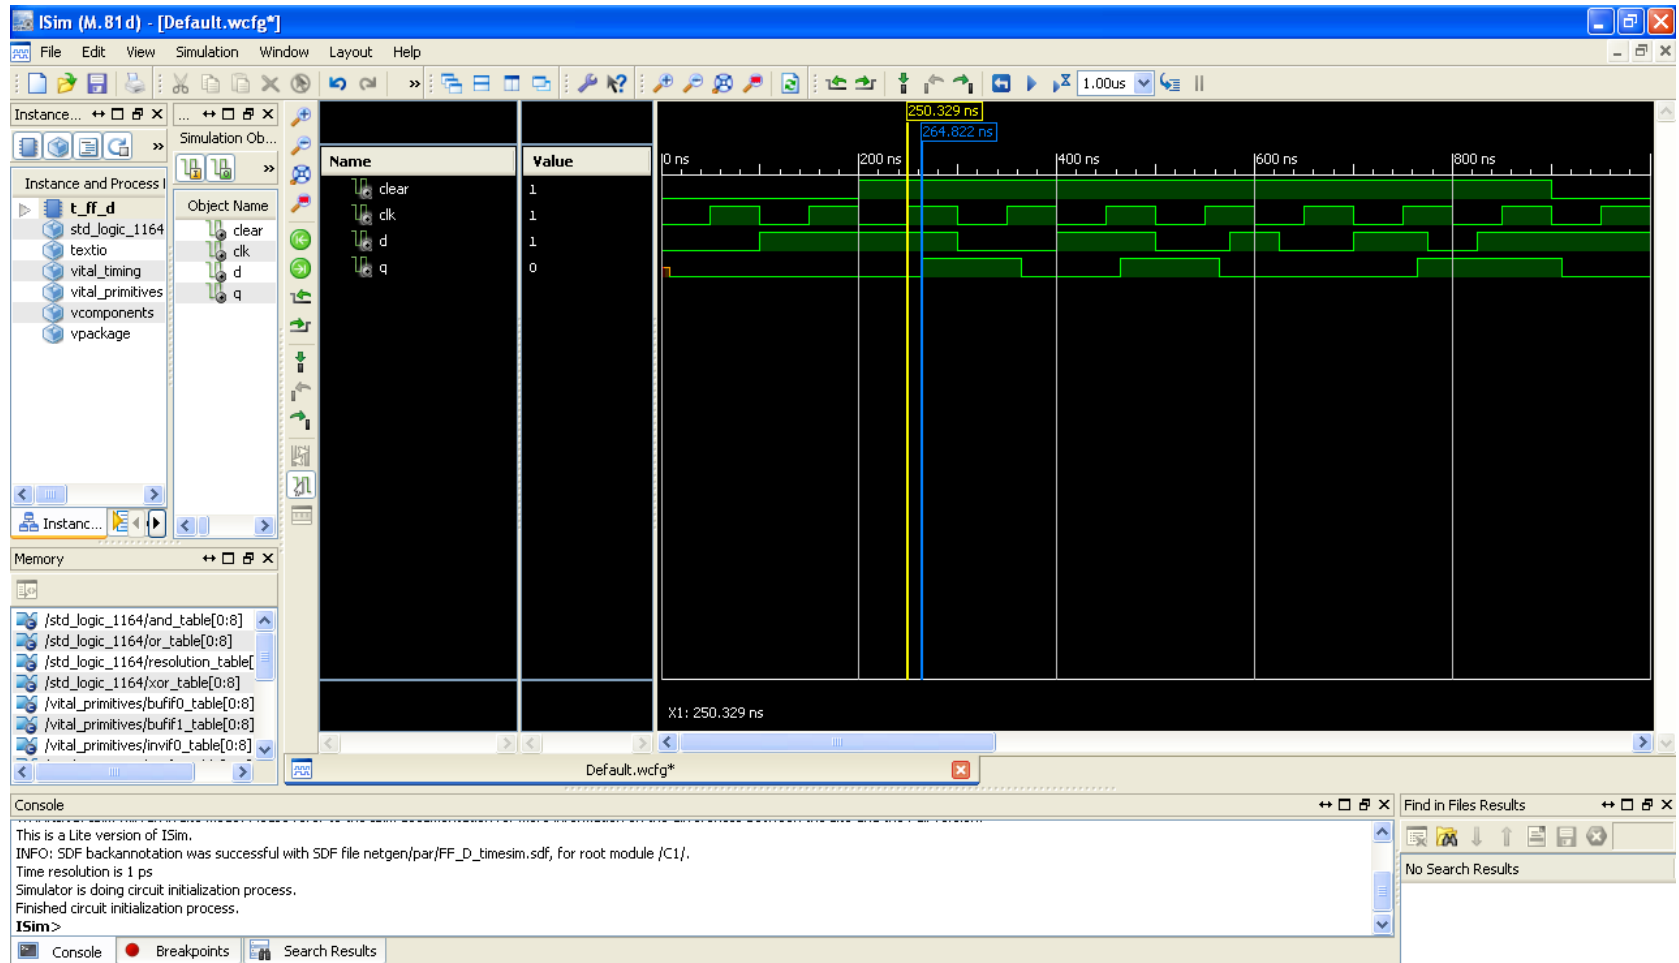 ISim (M.81d) - [Default.wcfg*]
File Edit View Simulation Window Layout Help
» 1.00us
Instance... ...
Simulation Ob...
» »
Instance and Process
Object Name
t_ff_d
std_logic_1164
textio
vital_timing
vital_primitives
vcomponents
vpackage
clear
clk
d
q
Instanc...
Name Value
clear 1
clk 1
d 1
q 0
250.329 ns
264.822 ns
0 ns 200 ns 400 ns 600 ns 800 ns
X1: 250.329 ns
Memory
/std_logic_1164/and_table[0:8]
/std_logic_1164/or_table[0:8]
/std_logic_1164/resolution_table[
/std_logic_1164/xor_table[0:8]
/vital_primitives/bufif0_table[0:8]
/vital_primitives/bufif1_table[0:8]
/vital_primitives/invif0_table[0:8]
Default.wcfg*
Console
This is a Lite version of ISim.
INFO: SDF backannotation was successful with SDF file netgen/par/FF_D_timesim.sdf, for root module /C1/.
Time resolution is 1 ps
Simulator is doing circuit initialization process.
Finished circuit initialization process.
ISim>
Console Breakpoints Search Results
Find in Files Results
No Search Results